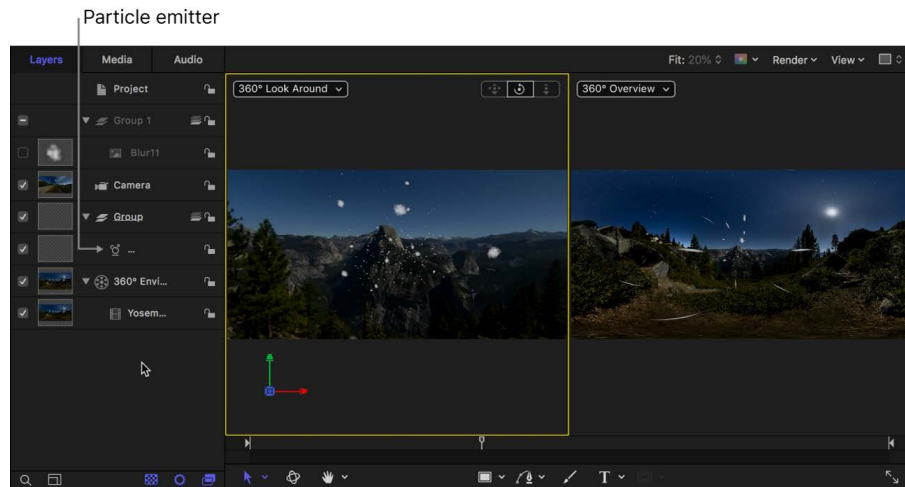 Particle emitter
Layers Media Audio
Fit: 20% Render View
Project
360° Look Around 360° Overview
Group 1
Blur11
Camera
Group
...
360° Envi...
Yosem...
T